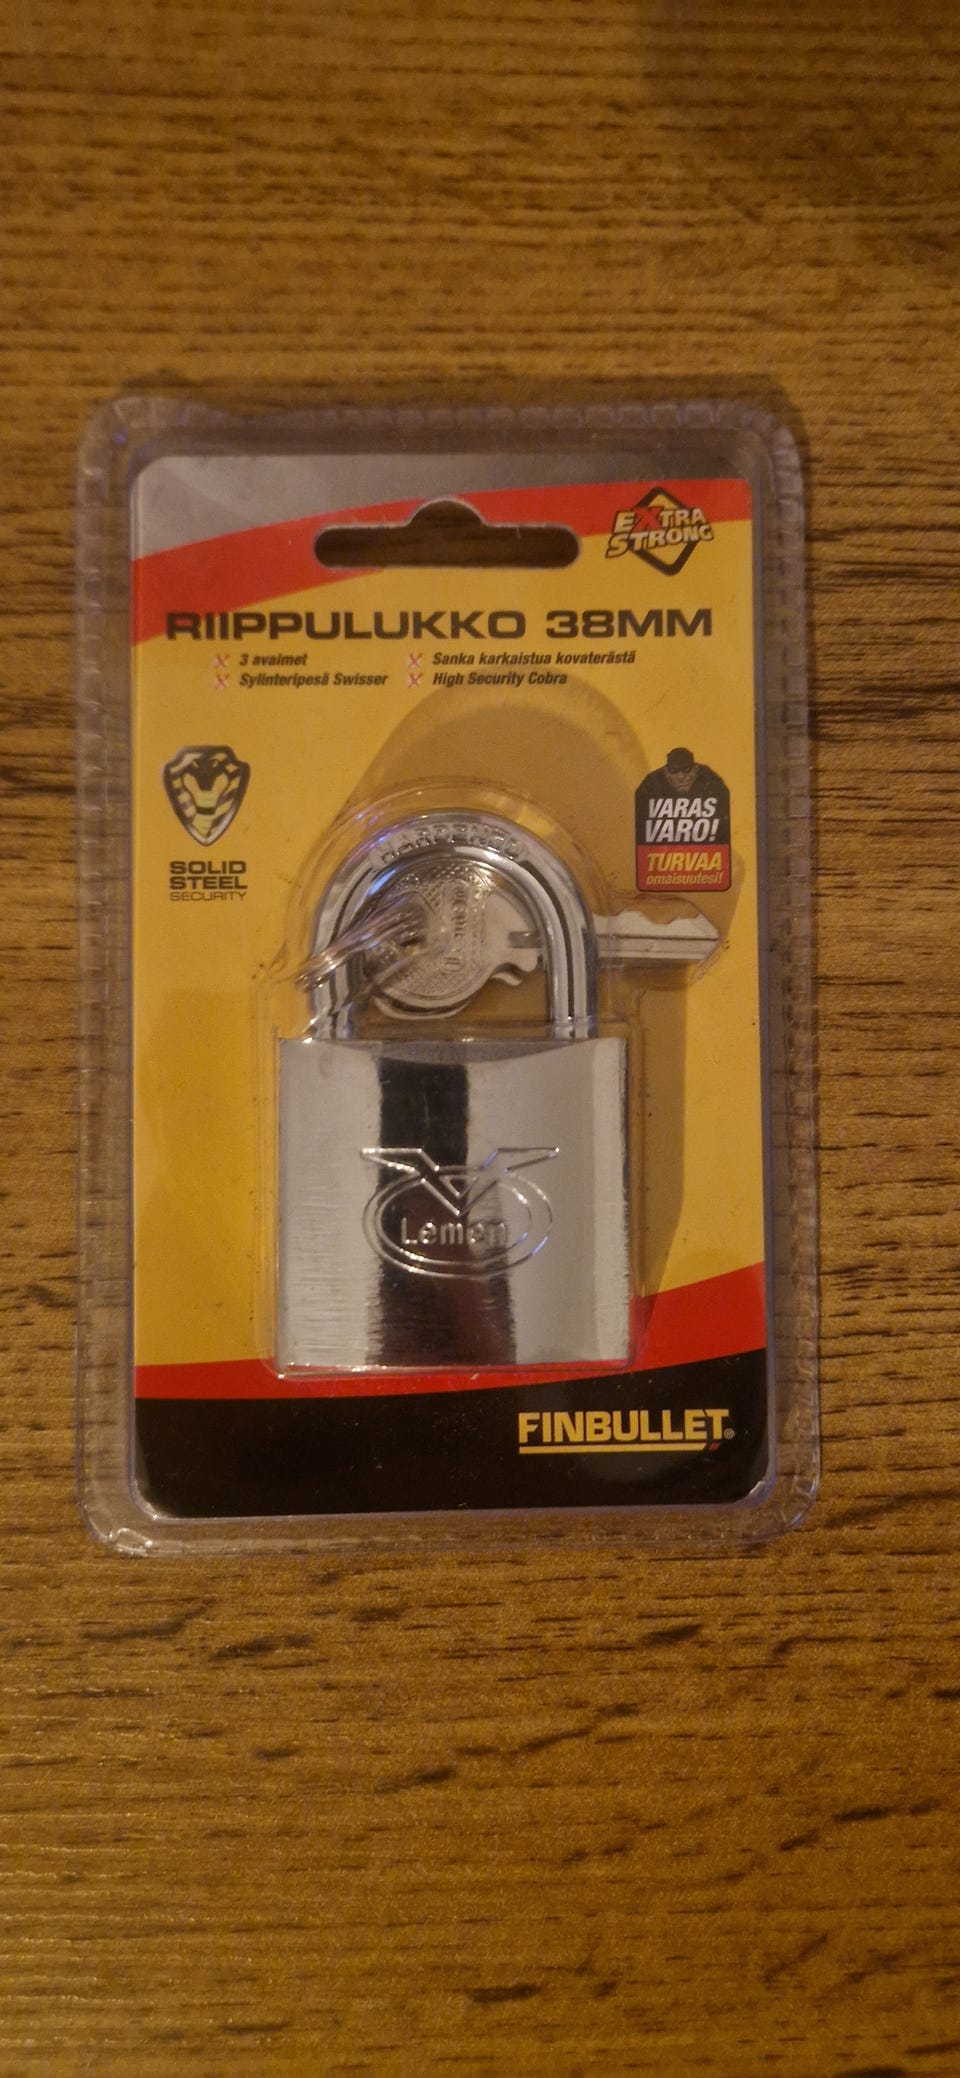 EXTRA
STRONG
RIIPPULUKKO 38MM
3 avaimet
Sylinteripesä Swisser
Sanka karkaistua kovaterästä
High Security Cobra
SOLID
STEEL
SECURITY
VARAS
VARO!
TURVAA
omaisuutesi!
HARDENED
Lemen
FINBULLET®